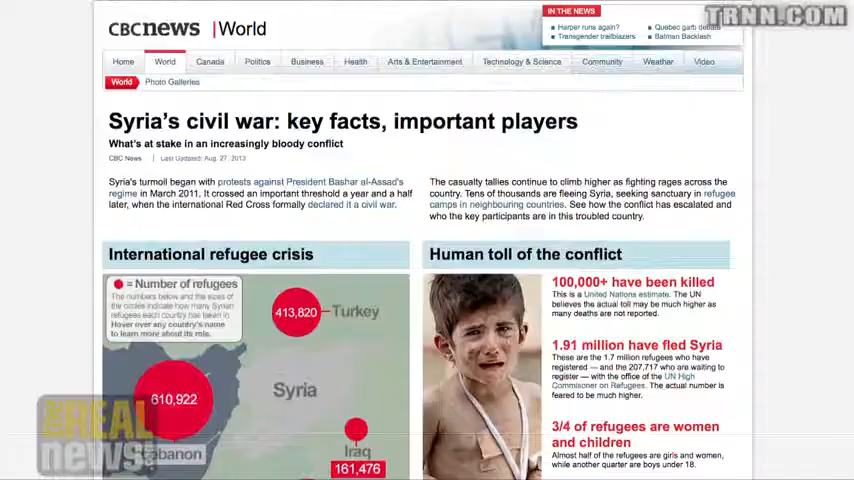 TRNN.COM
CBCnews | World
IN THE NEWS
Harper runs again?
Transgender trailblazers
Quebec garb debate
Batman Backlash
Home World Canada Politics Business Health Arts & Entertainment Technology & Science Community Weather Video
World Photo Galleries
Syria's civil war: key facts, important players
What's at stake in an increasingly bloody conflict
CBC News | Last Updated: Aug. 27, 2013
Syria's turmoil began with protests against President Bashar al-Assad's
regime in March 2011. It crossed an important threshold a year and a half
later, when the international Red Cross formally declared it a civil war.
The casualty tallies continue to climb higher as fighting rages across the
country. Tens of thousands are fleeing Syria, seeking sanctuary in refugee
camps in neighbouring countries. See how the conflict has escalated and
who the key participants are in this troubled country.
International refugee crisis
= Number of refugees
The numbers below and the sizes of
the circles indicate how many Syrian
refugees each country has taken in
Hover over any country's name
to learn more about its role.
413,820
Turkey
Syria
610,922
Lebanon
Iraq
161,476
Human toll of the conflict
100,000+ have been killed
This is a United Nations estimate. The UN
believes the actual toll may be much higher as
many deaths are not reported.
1.91 million have fled Syria
These are the 1.7 million refugees who have
registered — and the 207,717 who are waiting to
register — with the office of the UN High
Commissioner on Refugees. The actual number is
feared to be much higher.
3/4 of refugees are women
and children
Almost half of the refugees are girls and women,
while another quarter are boys under 18.
THE REAL
news